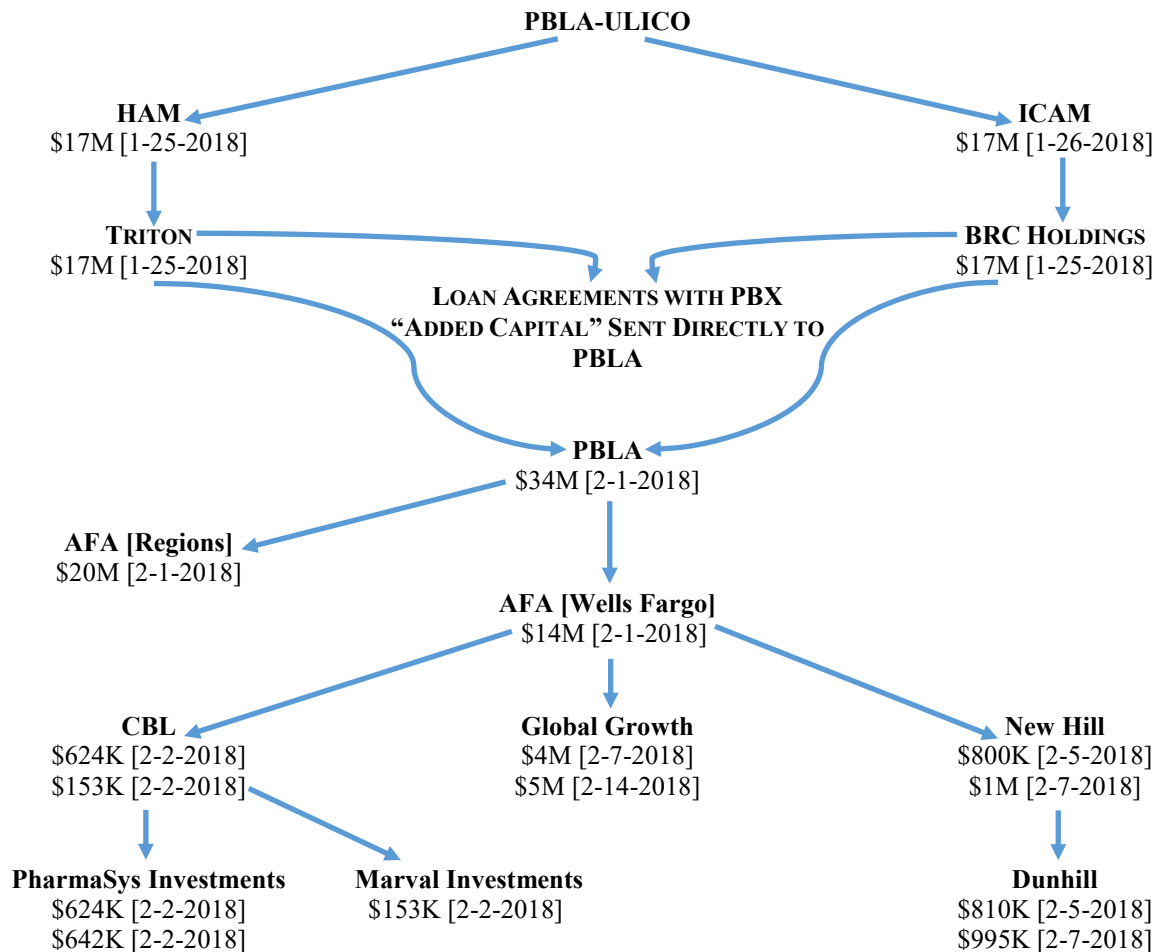 PBLA-ULICO
HAM
$17M [1-25-2018]
ICAM
$17M [1-26-2018]
TRITON
$17M [1-25-2018]
BRC HOLDINGS
$17M [1-25-2018]
LOAN AGREEMENTS WITH PBX
“ADDED CAPITAL” SENT DIRECTLY TO
PBLA
PBLA
$34M [2-1-2018]
AFA [Regions]
$20M [2-1-2018]
AFA [Wells Fargo]
$14M [2-1-2018]
CBL
$624K [2-2-2018]
$153K [2-2-2018]
Global Growth
$4M [2-7-2018]
$5M [2-14-2018]
New Hill
$800K [2-5-2018]
$1M [2-7-2018]
PharmaSys Investments
$624K [2-2-2018]
$642K [2-2-2018]
Marval Investments
$153K [2-2-2018]
Dunhill
$810K [2-5-2018]
$995K [2-7-2018]